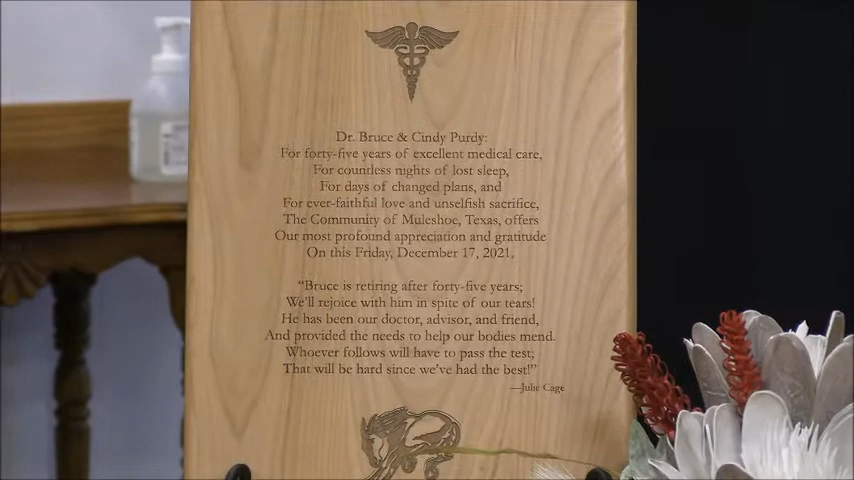 Dr. Bruce & Cindy Purdy:
For forty-five years of excellent medical care,
For countless nights of lost sleep,
For days of changed plans, and
For ever-faithful love and unselfish sacrifice,
The Community of Muleshoe, Texas, offers
Our most profound appreciation and gratitude
On this Friday, December 17, 2021.
“Bruce is retiring after forty-five years;
We'll rejoice with him in spite of our tears!
He has been our doctor, advisor, and friend,
And provided the needs to help our bodies mend.
Whoever follows will have to pass the test;
That will be hard since we've had the best!”
—Julie Cage